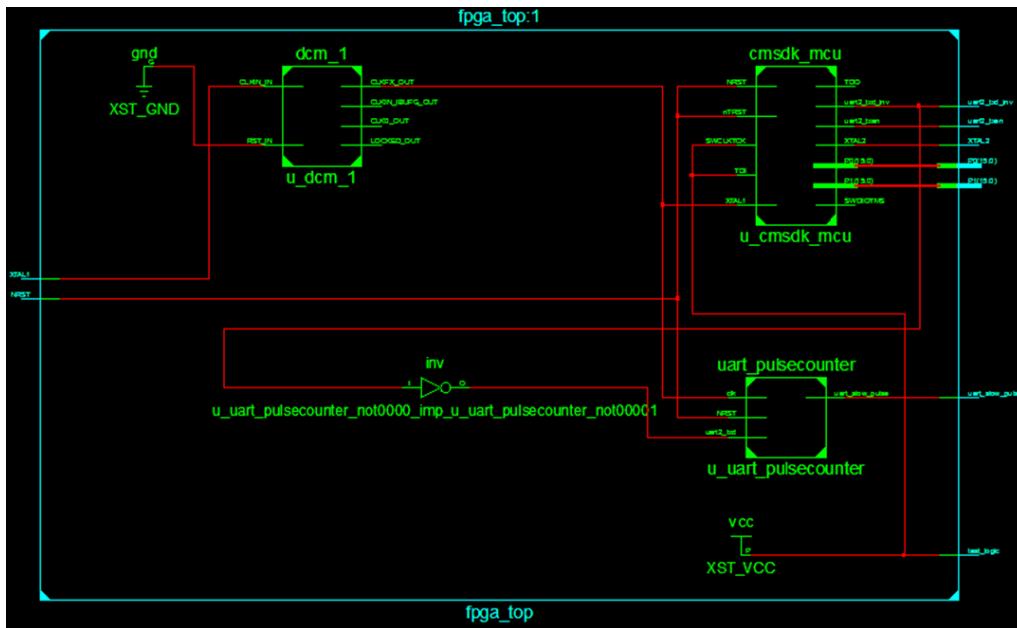 fpga_top:1
gnd
G
XST_GND
dcm_1
CLKIN_IN
RST_IN
CLKFX_OUT
CLKIN_IBUFG_OUT
CLK0_OUT
LOCKED_OUT
u_dcm_1
cmsdk_mcu
NRST
nTRST
SWCLKTCK
TDI
XTAL1
TDO
uart2_txd_inv
uart2_txen
XTAL2
P0(15:0)
P1(15:0)
SWDIOTMS
u_cmsdk_mcu
uart2_txd_inv
uart2_txen
XTAL2
P0(15:0)
P1(15:0)
XTAL1
NRST
inv
I
O
u_uart_pulsecounter_not0000_imp_u_uart_pulsecounter_not00001
uart_pulsecounter
clk
NRST
uart2_txd
uart_slow_pulse
u_uart_pulsecounter
uart_slow_puls
vcc
P
XST_VCC
test_logic
fpga_top